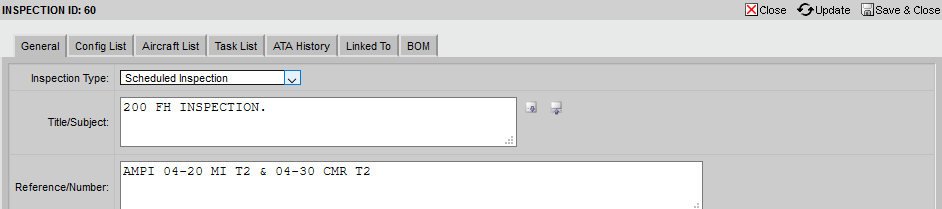 INSPECTION ID: 60 Close Update Save & Close
General Config List Aircraft List Task List ATA History Linked To BOM
Inspection Type: Scheduled Inspection
Title/Subject: 200 FH INSPECTION.
Reference/Number: AMPI 04-20 MI T2 & 04-30 CMR T2